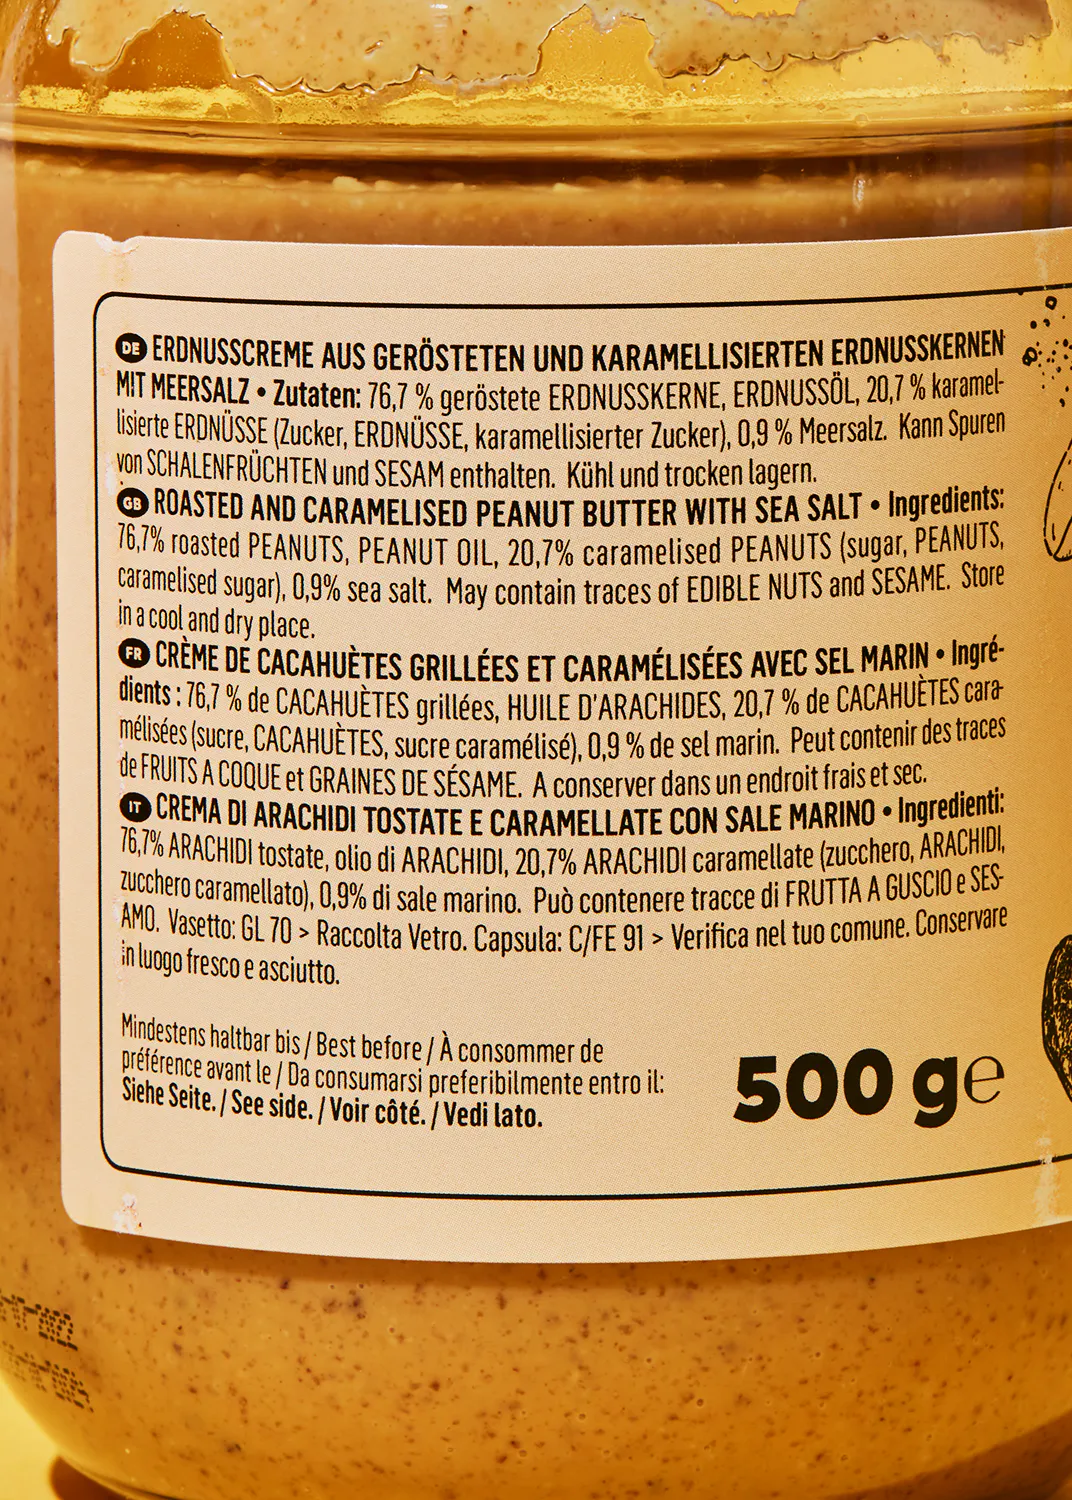 DE ERDNUSSCREME AUS GERÖSTETEN UND KARAMELLISIERTEN ERDNUSSKERNEN
MIT MEERSALZ • Zutaten: 76,7 % geröstete ERDNUSSKERNE, ERDNUSSÖL, 20,7 % karamel-
lisierte ERDNÜSSE (Zucker, ERDNÜSSE, karamellisierter Zucker), 0,9 % Meersalz. Kann Spuren
von SCHALENFRÜCHTEN und SESAM enthalten. Kühl und trocken lagern.
GB ROASTED AND CARAMELISED PEANUT BUTTER WITH SEA SALT • Ingredients:
76,7% roasted PEANUTS, PEANUT OIL, 20,7% caramelised PEANUTS (sugar, PEANUTS,
caramelised sugar), 0,9% sea salt. May contain traces of EDIBLE NUTS and SESAME. Store
in a cool and dry place.
FR CRÈME DE CACAHUÈTES GRILLÉES ET CARAMÉLISÉES AVEC SEL MARIN • Ingré-
dients : 76,7 % de CACAHUÈTES grillées, HUILE D'ARACHIDES, 20,7 % de CACAHUÈTES cara-
mélisées (sucre, CACAHUÈTES, sucre caramélisé), 0,9 % de sel marin. Peut contenir des traces
de FRUITS A COQUE et GRAINES DE SÉSAME. A conserver dans un endroit frais et sec.
IT CREMA DI ARACHIDI TOSTATE E CARAMELLATE CON SALE MARINO • Ingredienti:
76,7% ARACHIDI tostate, olio di ARACHIDI, 20,7% ARACHIDI caramellate (zucchero, ARACHIDI,
zucchero caramellato), 0,9% di sale marino. Può contenere tracce di FRUTTA A GUSCIO e SES-
AMO. Vasetto: GL 70 > Raccolta Vetro. Capsula: C/FE 91 > Verifica nel tuo comune. Conservare
in luogo fresco e asciutto.
Mindestens haltbar bis / Best before / À consommer de
préférence avant le / Da consumarsi preferibilmente entro il:
Siehe Seite. / See side. / Voir côté. / Vedi lato.
500 g℮